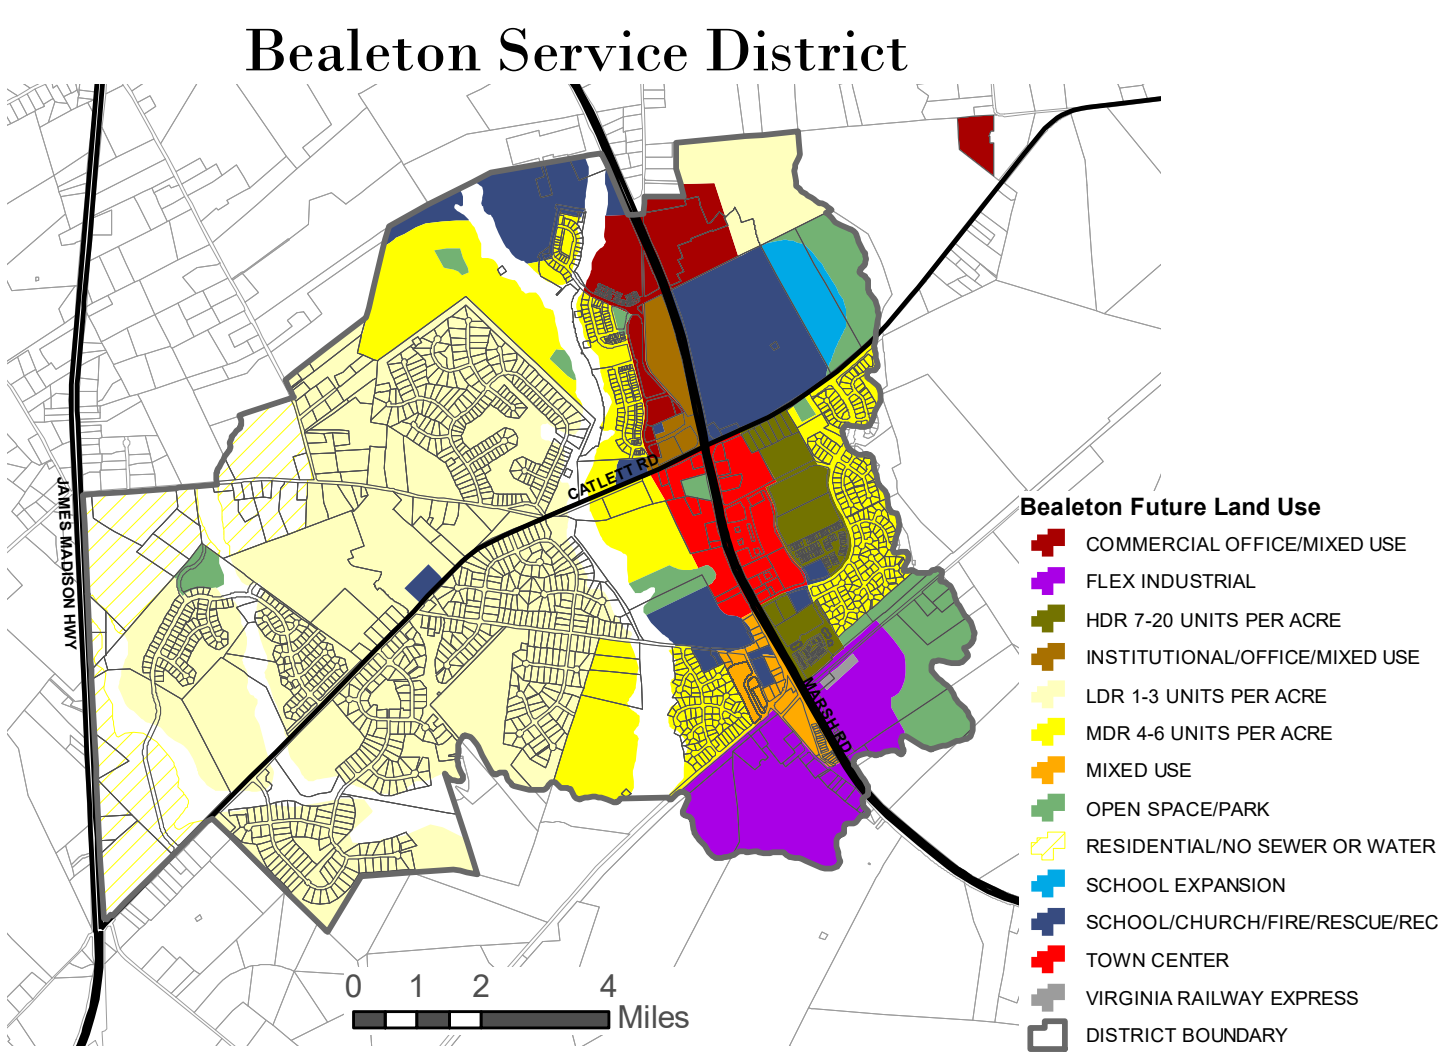 Bealeton Service District
JAMES MADISON HWY
CATLETT RD
MARSH RD
Bealeton Future Land Use
COMMERCIAL OFFICE/MIXED USE
FLEX INDUSTRIAL
HDR 7-20 UNITS PER ACRE
INSTITUTIONAL/OFFICE/MIXED USE
LDR 1-3 UNITS PER ACRE
MDR 4-6 UNITS PER ACRE
MIXED USE
OPEN SPACE/PARK
RESIDENTIAL/NO SEWER OR WATER
SCHOOL EXPANSION
SCHOOL/CHURCH/FIRE/RESCUE/REC
TOWN CENTER
VIRGINIA RAILWAY EXPRESS
DISTRICT BOUNDARY
0 1 2 4
Miles